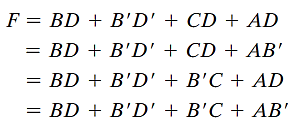 F = BD + B′D′ + CD + AD
= BD + B′D′ + CD + AB′
= BD + B′D′ + B′C + AD
= BD + B′D′ + B′C + AB′